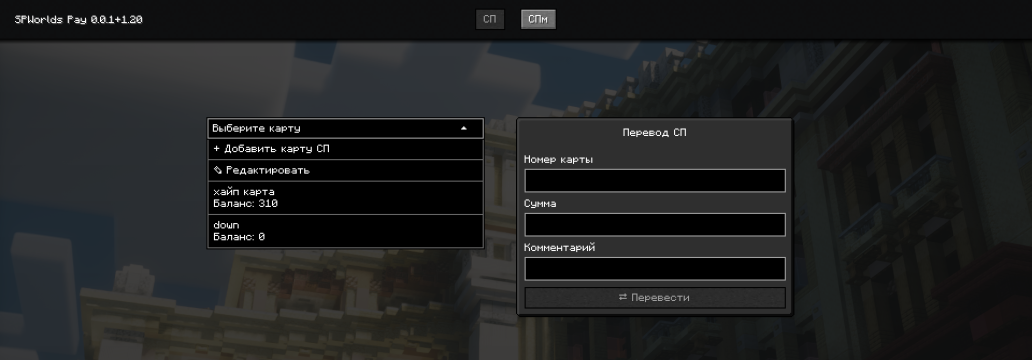 SPWorlds Pay 0.0.1+1.20
СП
СПм
Выберите карту
+ Добавить карту СП
✎ Редактировать
хайп карта
Баланс: 310
down
Баланс: 0
Перевод СП
Номер карты
Сумма
Комментарий
⇄ Перевести